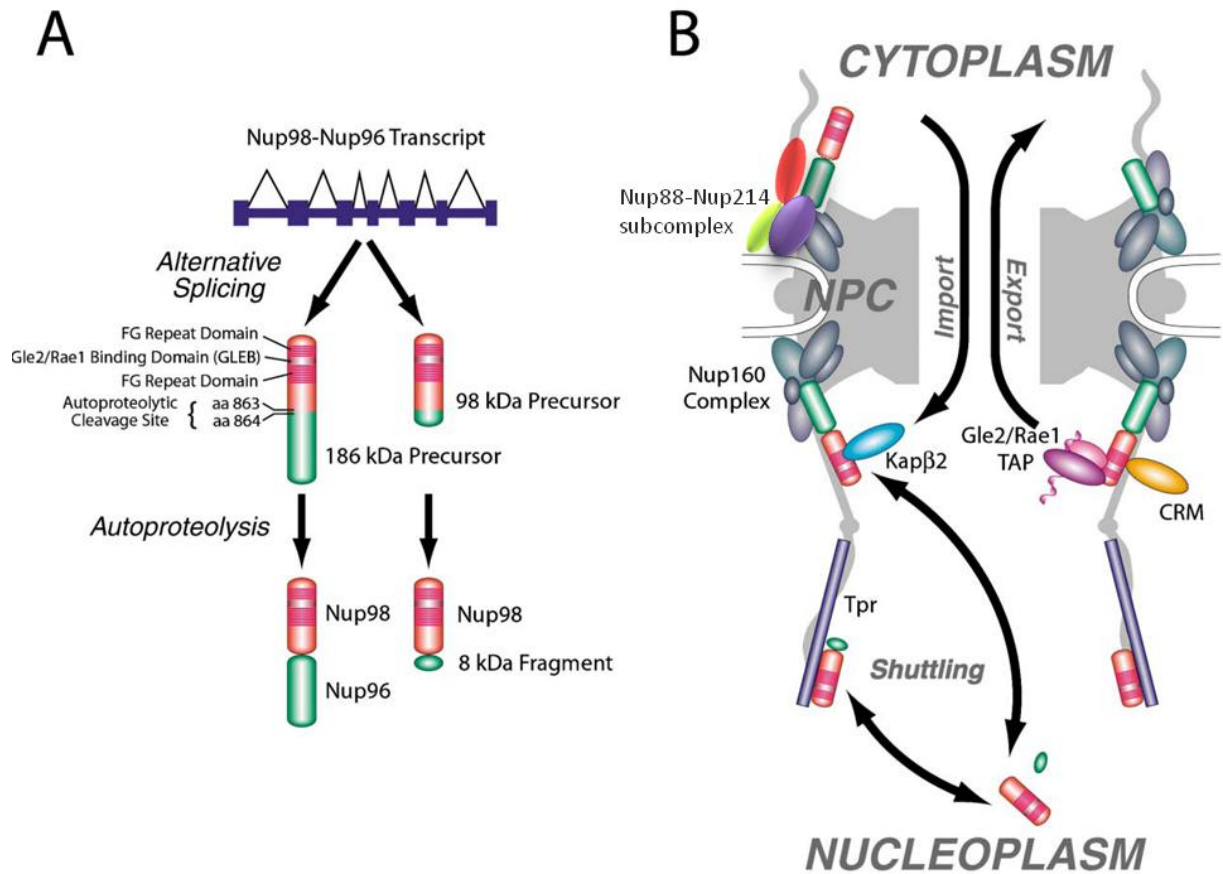 A
Nup98-Nup96 Transcript
Alternative
Splicing
FG Repeat Domain
Gle2/Rae1 Binding Domain (GLEB)
FG Repeat Domain
Autoproteolytic
Cleavage Site
{
aa 863
aa 864
98 kDa Precursor
186 kDa Precursor
Autoproteolysis
Nup98
Nup98
8 kDa Fragment
Nup96
B
CYTOPLASM
Nup88-Nup214
subcomplex
NPC
Import
Export
Nup160
Complex
Kapβ2
Gle2/Rae1
TAP
CRM
Tpr
Shuttling
NUCLEOPLASM